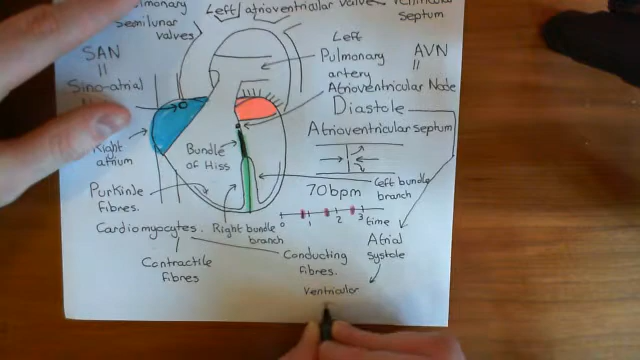 Pulmonary
Semilunar
valves
Left/atrioventricular valve
Ventricular
septum
SAN
=
Sino-atrial
Left
Pulmonary
artery
AVN
=
Atrioventricular Node
Diastole
Atrioventricular septum
Right
atrium
Bundle
of Hiss
Purkinje
Fibres.
70bpm
Left bundle
branch
0 1 2 3 time
Cardiomyocytes.
Right bundle
branch
Atrial
systole
Contractile
fibres
Conducting
fibres.
Ventricular